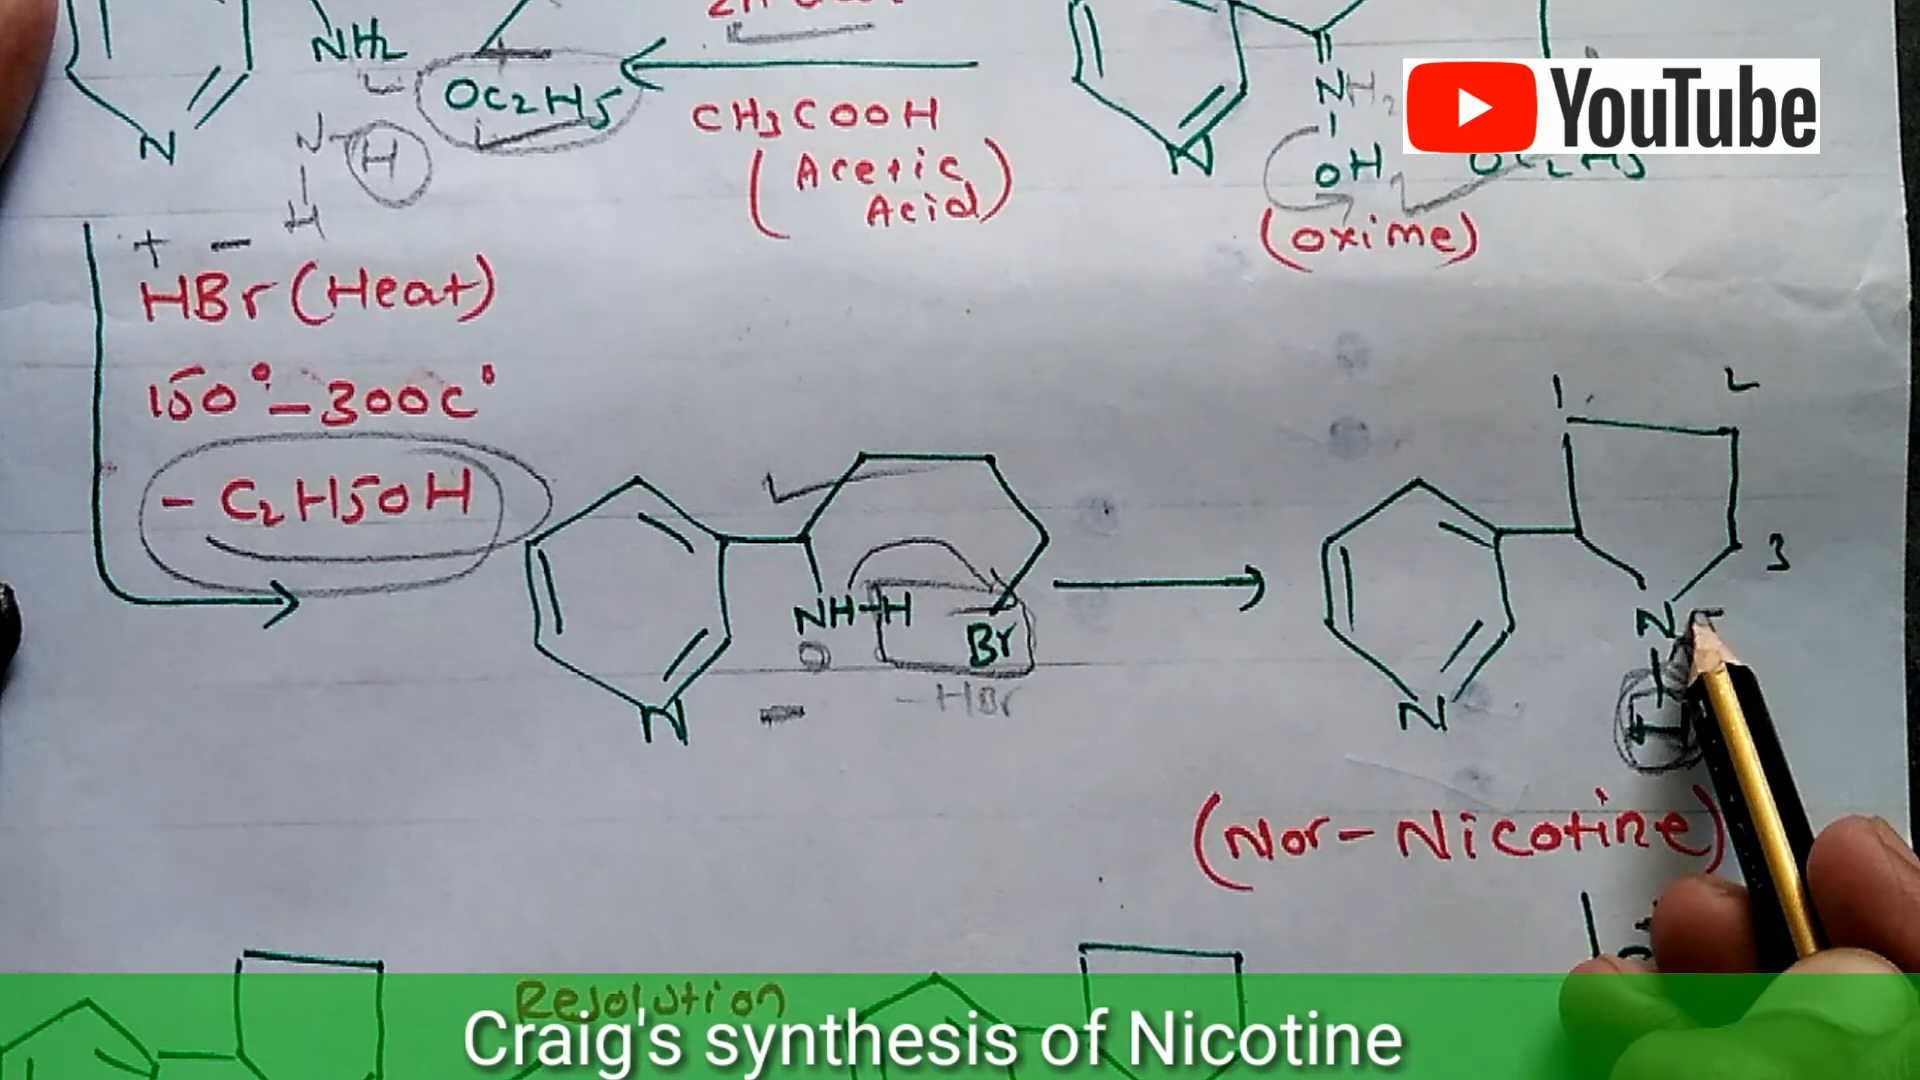 NH2
OC2H5
N
N-H
H
CH3COOH
(Acetic
Acid)
NH2
OH
N
OC2H5
(oxime)
YouTube
+ -
HBr (Heat)
150° - 300C°
- C2H5OH
NH-H
Br
- HBr
N
1
2
3
N
H
N
(Nor-Nicotine)
Resolution
Craig's synthesis of Nicotine